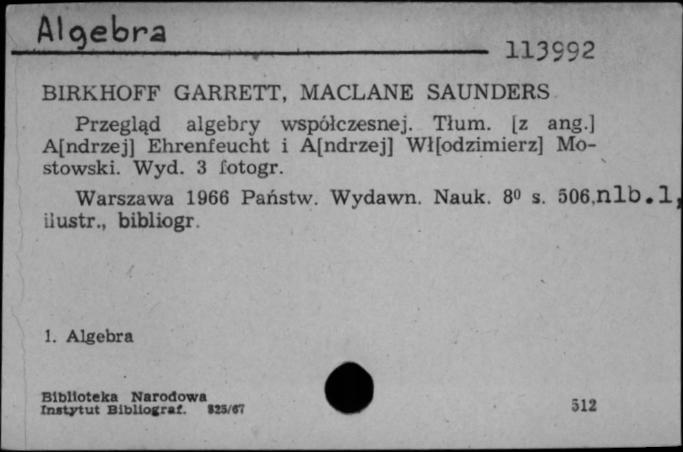 Algebra
113992
BIRKHOFF GARRETT, MACLANE SAUNDERS
Przegląd algebry współczesnej. Tłum. [z ang.]
A[ndrzej] Ehrenfeucht i A[ndrzej] Wł[odzimierz] Mo-
stowski. Wyd. 3 fotogr.
Warszawa 1966 Państw. Wydawn. Nauk. 8⁰ s. 506,nlb.1,
ilustr., bibliogr.
1. Algebra
Biblioteka Narodowa
Instytut Bibliograf. 825/67
512